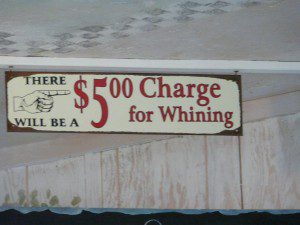 THERE
WILL BE A
$5.00 Charge
for Whining